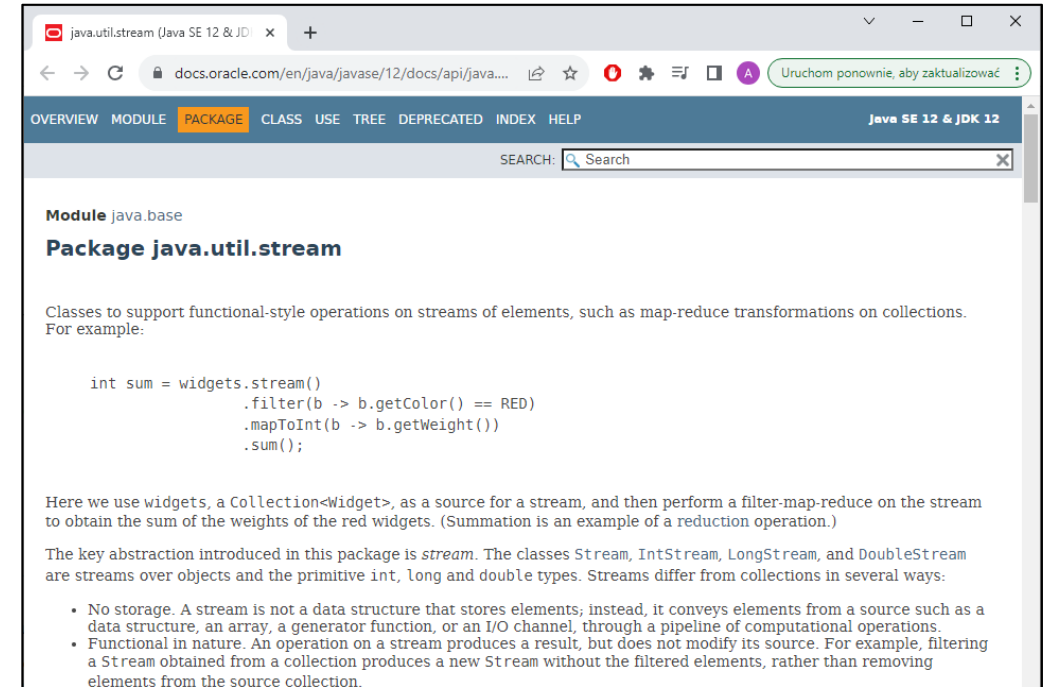 java.util.stream (Java SE 12 & JD
docs.oracle.com/en/java/javase/12/docs/api/java....
A
Uruchom ponownie, aby zaktualizować
OVERVIEW MODULE PACKAGE CLASS USE TREE DEPRECATED INDEX HELP
Java SE 12 & JDK 12
SEARCH: Search
Module java.base
Package java.util.stream
Classes to support functional-style operations on streams of elements, such as map-reduce transformations on collections.
For example:
int sum = widgets.stream()
.filter(b -> b.getColor() == RED)
.mapToInt(b -> b.getWeight())
.sum();
Here we use widgets, a Collection<Widget>, as a source for a stream, and then perform a filter-map-reduce on the stream
to obtain the sum of the weights of the red widgets. (Summation is an example of a reduction operation.)
The key abstraction introduced in this package is stream. The classes Stream, IntStream, LongStream, and DoubleStream
are streams over objects and the primitive int, long and double types. Streams differ from collections in several ways:
• No storage. A stream is not a data structure that stores elements; instead, it conveys elements from a source such as a
data structure, an array, a generator function, or an I/O channel, through a pipeline of computational operations.
• Functional in nature. An operation on a stream produces a result, but does not modify its source. For example, filtering
a Stream obtained from a collection produces a new Stream without the filtered elements, rather than removing
elements from the source collection.